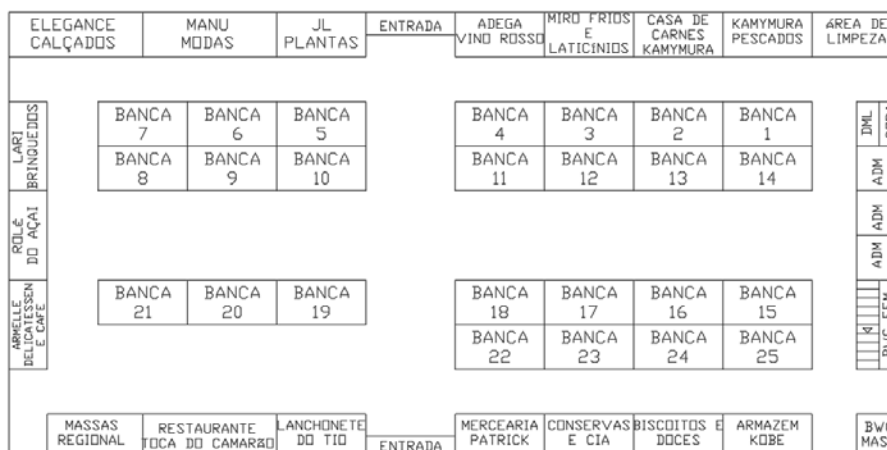 ELEGANCE
CALÇADOS
MANU
MODAS
JL
PLANTAS
ENTRADA
ADEGA
VINO ROSSO
MIRO FRIOS
E
LATICÍNIOS
CASA DE
CARNES
KAMYMURA
KAMYMURA
PESCADOS
ÁREA DE
LIMPEZA
LARI
BRINQUEDOS
BANCA
7
BANCA
6
BANCA
5
BANCA
4
BANCA
3
BANCA
2
BANCA
1
DML
BANCA
8
BANCA
9
BANCA
10
BANCA
11
BANCA
12
BANCA
13
BANCA
14
ADM
ROLÉ
DO AÇAI
ADM
ADM
ARMELLE
DELICATESSEN
E CAFE
BANCA
21
BANCA
20
BANCA
19
BANCA
18
BANCA
17
BANCA
16
BANCA
15
BANCA
22
BANCA
23
BANCA
24
BANCA
25
MASSAS
REGIONAL
RESTAURANTE
TOCA DO CAMARÃO
LANCHONETE
DO TIO
ENTRADA
MERCEARIA
PATRICK
CONSERVAS
E CIA
BISCOITOS E
DOCES
ARMAZEM
KOBE